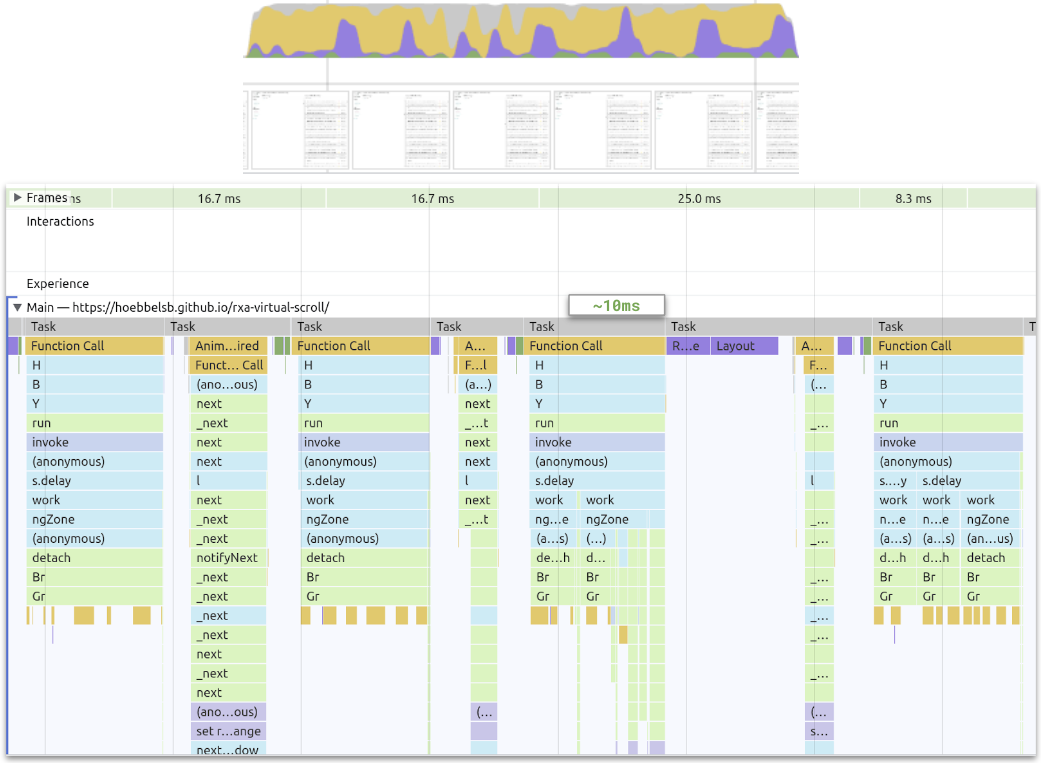 Frames ms 16.7 ms 16.7 ms 25.0 ms 8.3 ms
Interactions
Experience
Main — https://hoebbelsb.github.io/rxa-virtual-scroll/ ~10ms
Task Task Task Task Task Task Task T
Function Call Anim…ired Function Call A… Function Call R…e Layout A… Function Call
H Funct… Call H F…l H F… H
B (ano…ous) B (a…) B (… B
Y next Y next Y Y
run _next run _…t run _… run
invoke next invoke next invoke invoke
(anonymous) next (anonymous) next (anonymous) (anonymous)
s.delay l s.delay l s.delay l s.…y s.delay
work next work next work work work work work
ngZone _next ngZone _…t ng…e ngZone _… n…e n…e ngZone
(anonymous) _next (anonymous) (a…s) (…) _… (a…s) (a…s) (an…us)
detach notifyNext detach de…h d… d…h d…h detach
Br _next Br Br Br _… Br Br Br
Gr _next Gr Gr Gr _… Gr Gr Gr
_next _…
_next _…
next
_next _…
next
(ano…ous) (… (…
set r…ange s…
next…dow